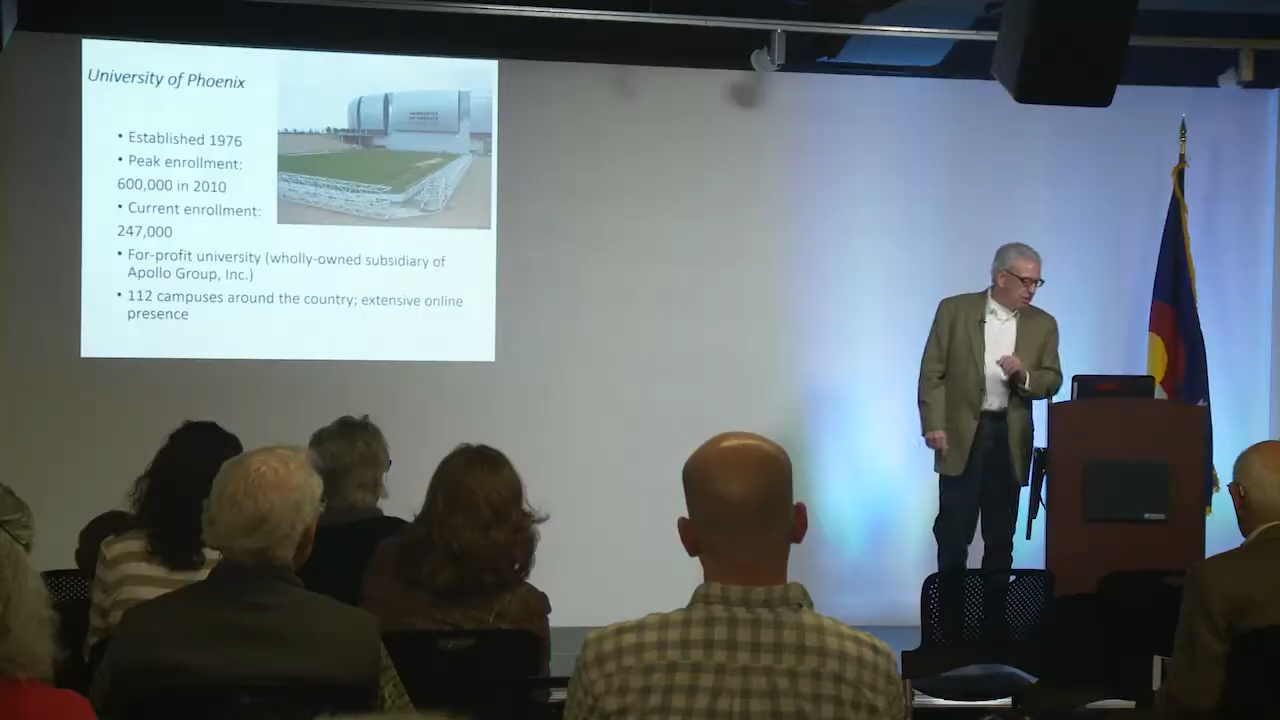 University of Phoenix
• Established 1976
• Peak enrollment:
600,000 in 2010
• Current enrollment:
247,000
• For-profit university (wholly-owned subsidiary of
Apollo Group, Inc.)
• 112 campuses around the country; extensive online
presence